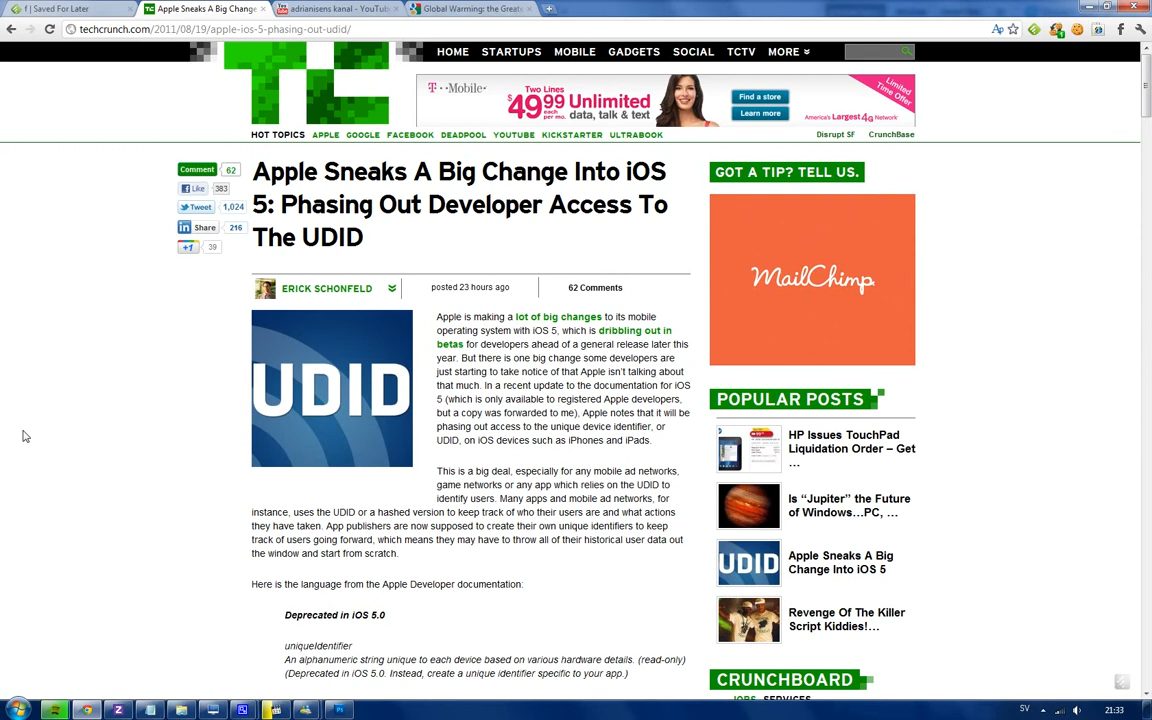 f | Saved For Later
Apple Sneaks A Big Change
adrianisens kanal - YouTube
Global Warming: the Greate
techcrunch.com/2011/08/19/apple-ios-5-phasing-out-udid/
HOME STARTUPS MOBILE GADGETS SOCIAL TCTV MORE
T··Mobile·
Two Lines
$49.99 Unlimited
per mo.
data, talk & text
Find a store
Learn more
Limited
Time Offer
America's Largest 4G Network
HOT TOPICS APPLE GOOGLE FACEBOOK DEADPOOL YOUTUBE KICKSTARTER ULTRABOOK
Disrupt SF CrunchBase
Comment 62
Like 383
Tweet 1,024
Share 216
+1 39
Apple Sneaks A Big Change Into iOS
5: Phasing Out Developer Access To
The UDID
ERICK SCHONFELD
posted 23 hours ago
62 Comments
UDID
Apple is making a lot of big changes to its mobile
operating system with iOS 5, which is dribbling out in
betas for developers ahead of a general release later this
year. But there is one big change some developers are
just starting to take notice of that Apple isn't talking about
that much. In a recent update to the documentation for iOS
5 (which is only available to registered Apple developers,
but a copy was forwarded to me), Apple notes that it will be
phasing out access to the unique device identifier, or
UDID, on iOS devices such as iPhones and iPads.
This is a big deal, especially for any mobile ad networks,
game networks or any app which relies on the UDID to
identify users. Many apps and mobile ad networks, for
instance, uses the UDID or a hashed version to keep track of who their users are and what actions
they have taken. App publishers are now supposed to create their own unique identifiers to keep
track of users going forward, which means they may have to throw all of their historical user data out
the window and start from scratch.
Here is the language from the Apple Developer documentation:
Deprecated in iOS 5.0
uniqueIdentifier
An alphanumeric string unique to each device based on various hardware details. (read-only)
(Deprecated in iOS 5.0. Instead, create a unique identifier specific to your app.)
GOT A TIP? TELL US.
MailChimp
POPULAR POSTS
HP Issues TouchPad
Liquidation Order – Get
...
Is “Jupiter” the Future
of Windows...PC, ...
UDID
Apple Sneaks A Big
Change Into iOS 5
Revenge Of The Killer
Script Kiddies!...
CRUNCHBOARD
JOBS SERVICES
SV
21:33